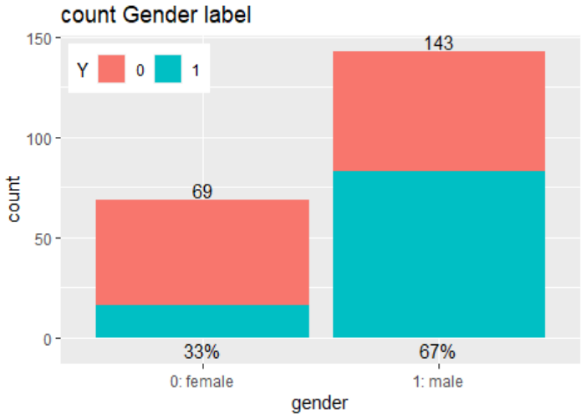 count Gender label
150
100
50
0
count
Y 0 1
69
143
33%
67%
0: female
1: male
gender